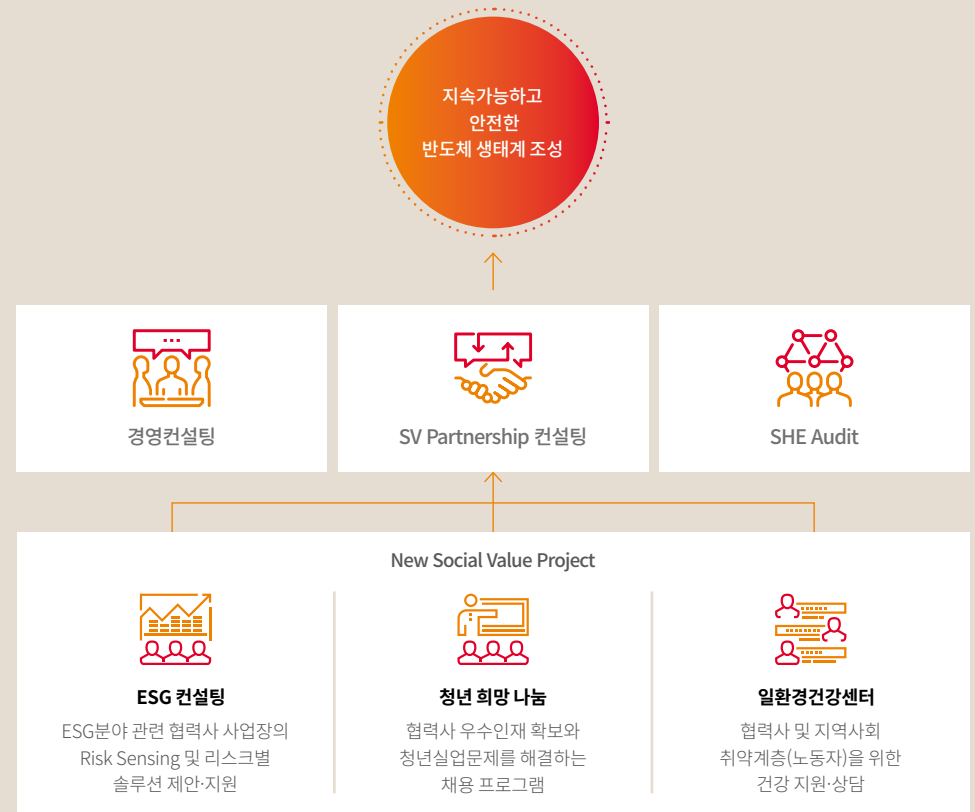 지속가능하고
안전한
반도체 생태계 조성
경영컨설팅
SV Partnership 컨설팅
SHE Audit
New Social Value Project
ESG 컨설팅
ESG분야 관련 협력사 사업장의
Risk Sensing 및 리스크별
솔루션 제안·지원
청년 희망 나눔
협력사 우수인재 확보와
청년실업문제를 해결하는
채용 프로그램
일환경건강센터
협력사 및 지역사회
취약계층(노동자)을 위한
건강 지원·상담